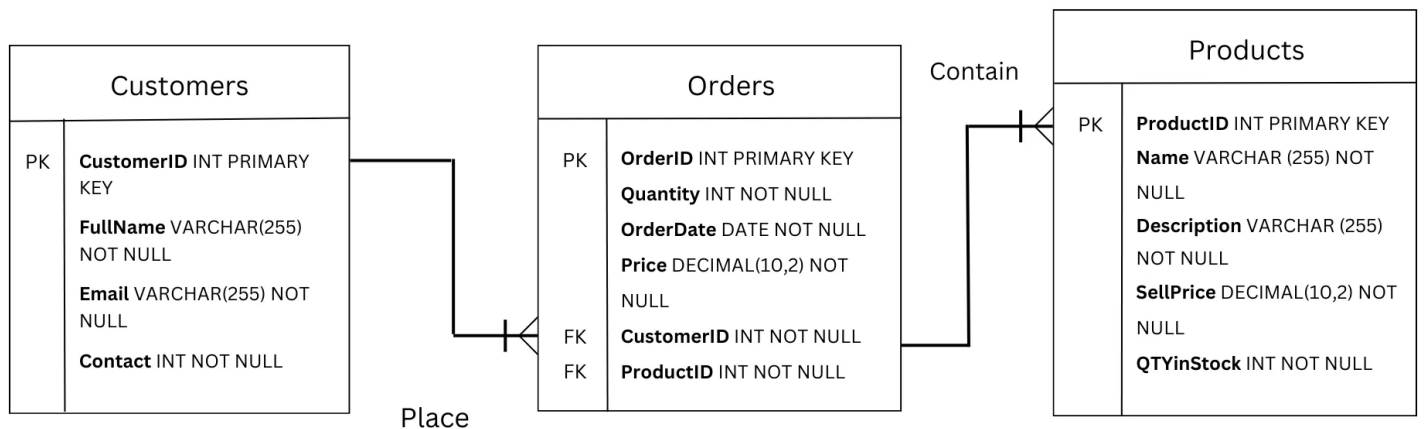 Customers
PK
CustomerID INT PRIMARY
KEY
FullName VARCHAR(255)
NOT NULL
Email VARCHAR(255) NOT
NULL
Contact INT NOT NULL
Place
Orders
PK
OrderID INT PRIMARY KEY
Quantity INT NOT NULL
OrderDate DATE NOT NULL
Price DECIMAL(10,2) NOT
NULL
FK
CustomerID INT NOT NULL
FK
ProductID INT NOT NULL
Contain
Products
PK
ProductID INT PRIMARY KEY
Name VARCHAR (255) NOT
NULL
Description VARCHAR (255)
NOT NULL
SellPrice DECIMAL(10,2) NOT
NULL
QTYinStock INT NOT NULL